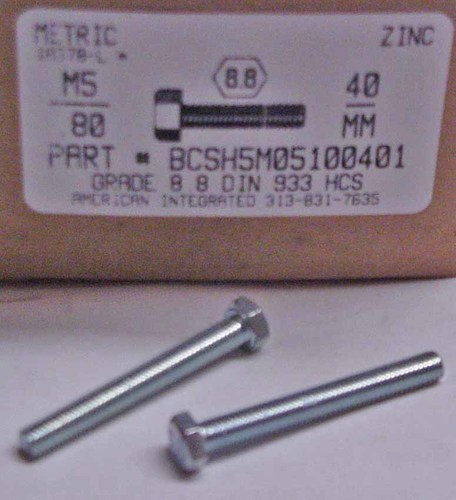 METRIC ZINC
M5 8.8 40
80 MM
PART # BCSH5M05100401
GRADE 8 8 DIN 933 HCS
AMERICAN INTEGRATED 313-831-7635